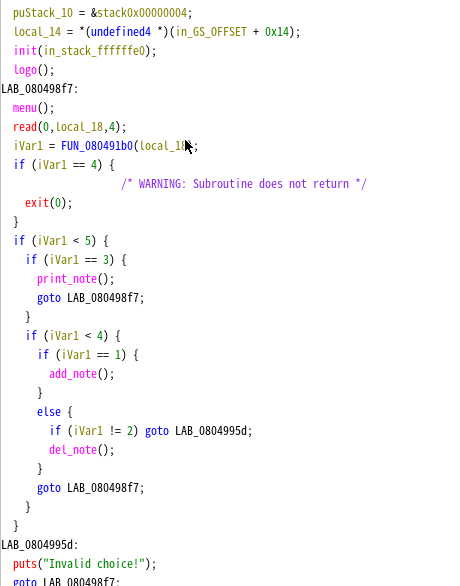 puStack_10 = &stack0x00000004;
local_14 = *(undefined4 *)(in_GS_OFFSET + 0x14);
init(in_stack_ffffffe0);
logo();
LAB_080498f7:
menu();
read(0,local_18,4);
iVar1 = FUN_080491b0(local_18);
if (iVar1 == 4) {
/* WARNING: Subroutine does not return */
exit(0);
}
if (iVar1 < 5) {
if (iVar1 == 3) {
print_note();
goto LAB_080498f7;
}
if (iVar1 < 4) {
if (iVar1 == 1) {
add_note();
}
else {
if (iVar1 != 2) goto LAB_0804995d;
del_note();
}
goto LAB_080498f7;
}
}
LAB_0804995d:
puts("Invalid choice!");
goto LAB_080498f7;